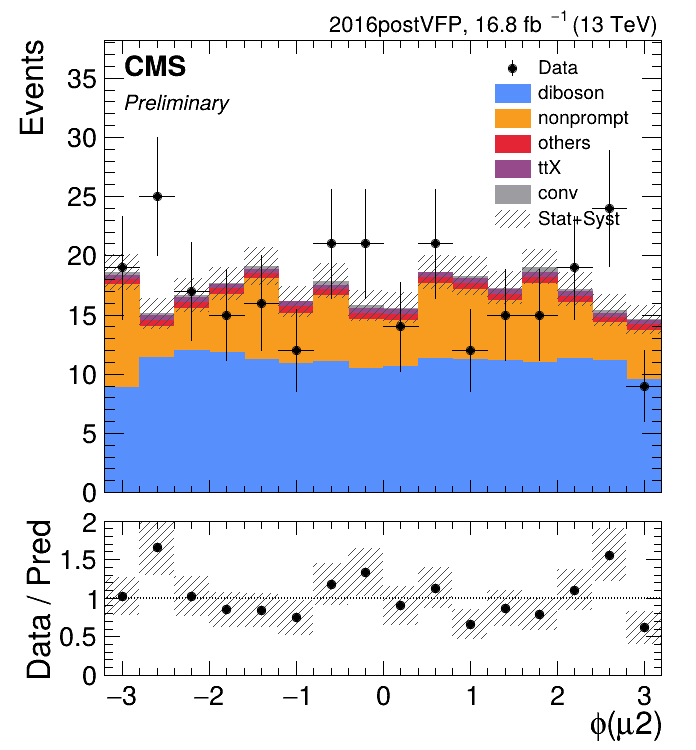 2016postVFP, 16.8 fb⁻¹ (13 TeV)
CMS
Preliminary
Events
35
30
25
20
15
10
5
0
Data
diboson
nonprompt
others
ttX
conv
Stat+Syst
Data / Pred
2
1.5
1
0.5
0
−3 −2 −1 0 1 2 3
ϕ(μ2)